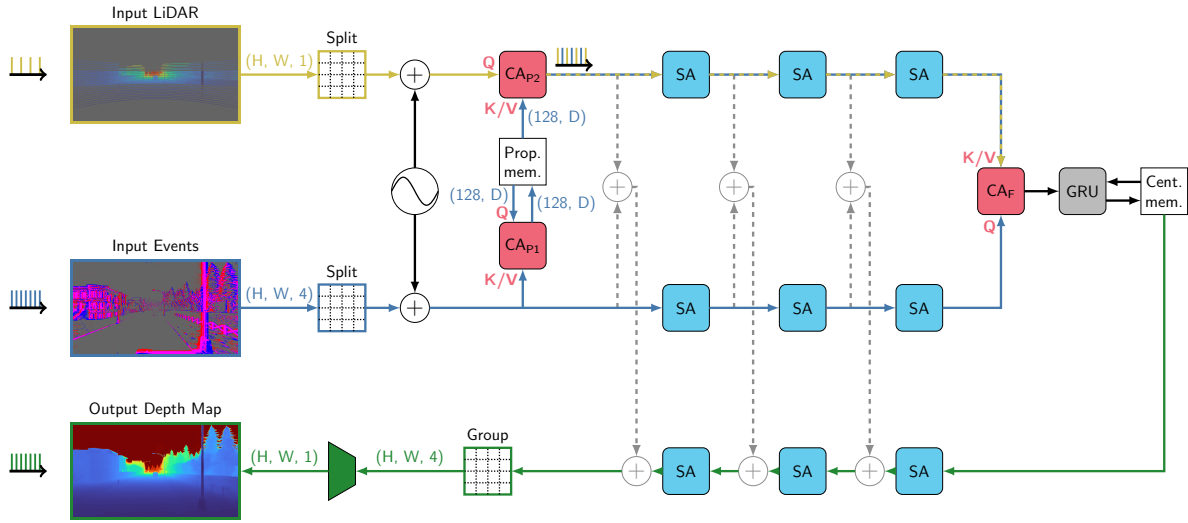 Input LiDAR
(H, W, 1)
Split
+
Q
CA_P2
K/V
(128, D)
SA
SA
SA
Prop.
mem.
(128, D)
(128, D)
Q
CA_P1
K/V
+
+
+
K/V
CA_F
Q
GRU
Cent.
mem.
Input Events
(H, W, 4)
Split
+
SA
SA
SA
Output Depth Map
(H, W, 1)
(H, W, 4)
Group
+
SA
+
SA
+
SA